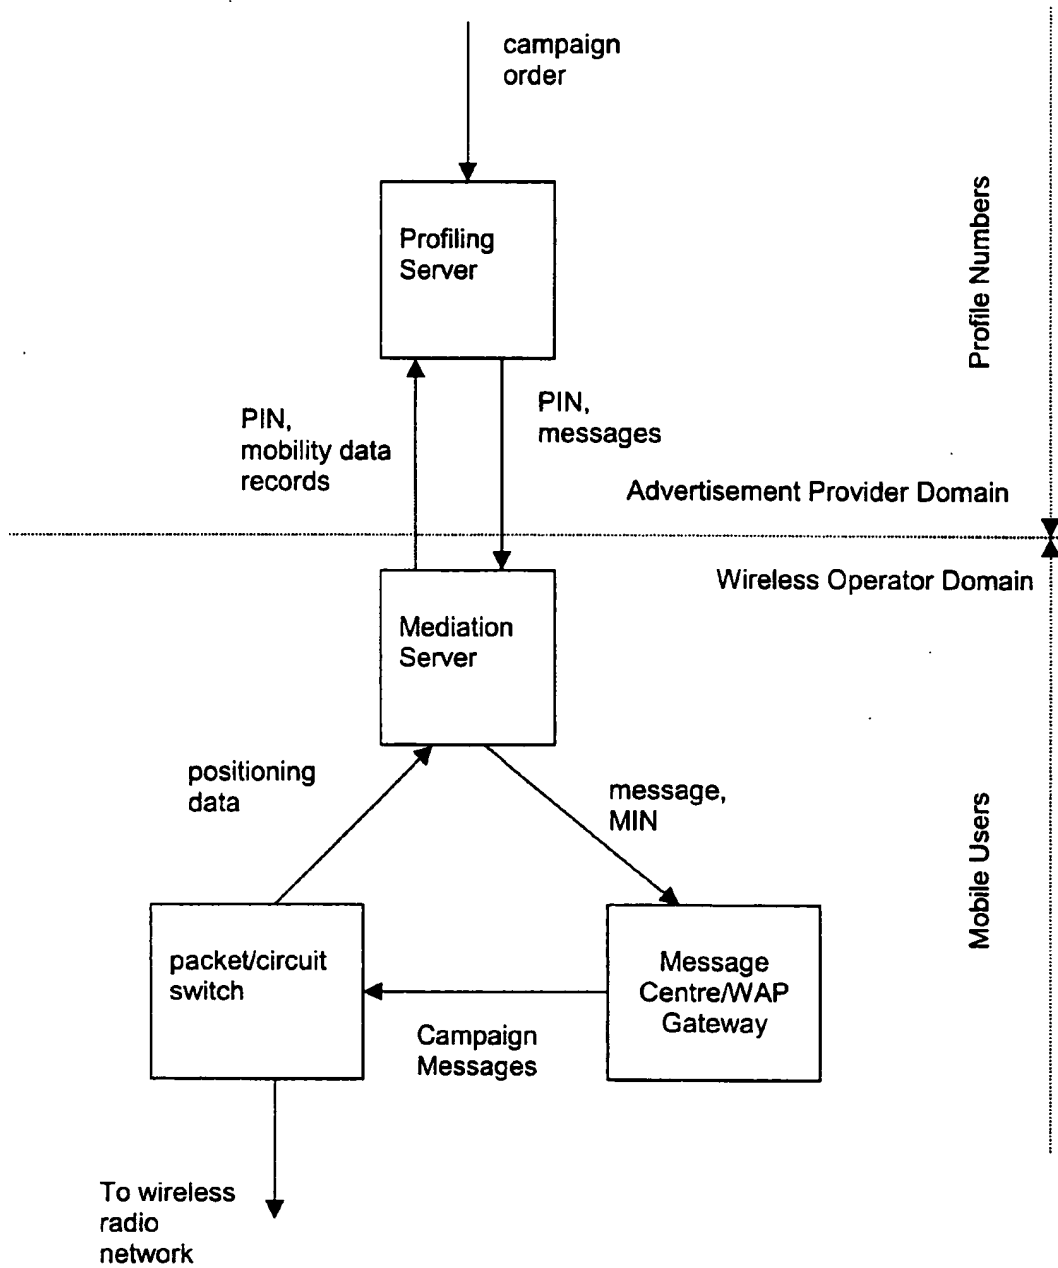 campaign
order
Profiling
Server
Profile Numbers
PIN,
mobility data
records
PIN,
messages
Advertisement Provider Domain
Wireless Operator Domain
Mediation
Server
positioning
data
message,
MIN
Mobile Users
packet/circuit
switch
Message
Centre/WAP
Gateway
Campaign
Messages
To wireless
radio
network